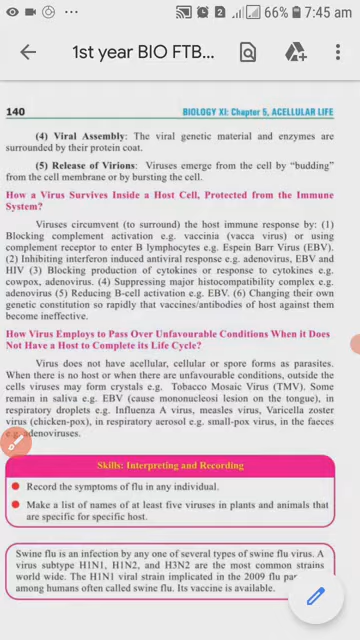 66% 7:45 am
1st year BIO FTB...
140 BIOLOGY XI: Chapter 5, ACELLULAR LIFE
(4) Viral Assembly: The viral genetic material and enzymes are
surrounded by their protein coat.
(5) Release of Virions: Viruses emerge from the cell by “budding”
from the cell membrane or by bursting the cell.
How a Virus Survives Inside a Host Cell, Protected from the Immune
System?
Viruses circumvent (to surround) the host immune response by: (1)
Blocking complement activation e.g. vaccinia (vacca virus) or using
complement receptor to enter B lymphocytes e.g. Espein Barr Virus (EBV).
(2) Inhibiting interferon induced antiviral response e.g. adenovirus, EBV and
HIV (3) Blocking production of cytokines or response to cytokines e.g.
cowpox, adenovirus. (4) Suppressing major histocompatibility complex e.g.
adenovirus (5) Reducing B-cell activation e.g. EBV. (6) Changing their own
genetic constitution so rapidly that vaccines/antibodies of host against them
become ineffective.
How Virus Employs to Pass Over Unfavourable Conditions When it Does
Not Have a Host to Complete its Life Cycle?
Virus does not have acellular, cellular or spore forms as parasites.
When there is no host or when there are unfavourable conditions, outside the
cells viruses may form crystals e.g. Tobacco Mosaic Virus (TMV). Some
remain in saliva e.g. EBV (cause mononuclesi lesion on the tongue), in
respiratory droplets e.g. Influenza A virus, measles virus, Varicella zoster
virus (chicken-pox), in respiratory aerosol e.g. small-pox virus, in the faeces
e.g. adenoviruses.
Skills: Interpreting and Recording
Record the symptoms of flu in any individual.
Make a list of names of at least five viruses in plants and animals that
are specific for specific host.
Swine flu is an infection by any one of several types of swine flu virus. A
virus subtype H1N1, H1N2, and H3N2 are the most common strains
world wide. The H1N1 viral strain implicated in the 2009 flu
among humans often called swine flu. Its vaccine is available.